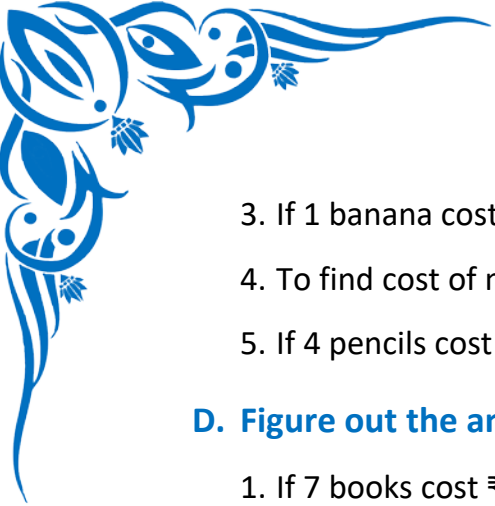 3. If 1 banana cost
4. To find cost of
5. If 4 pencils cost
D. Figure out the
1. If 7 books cost ₹